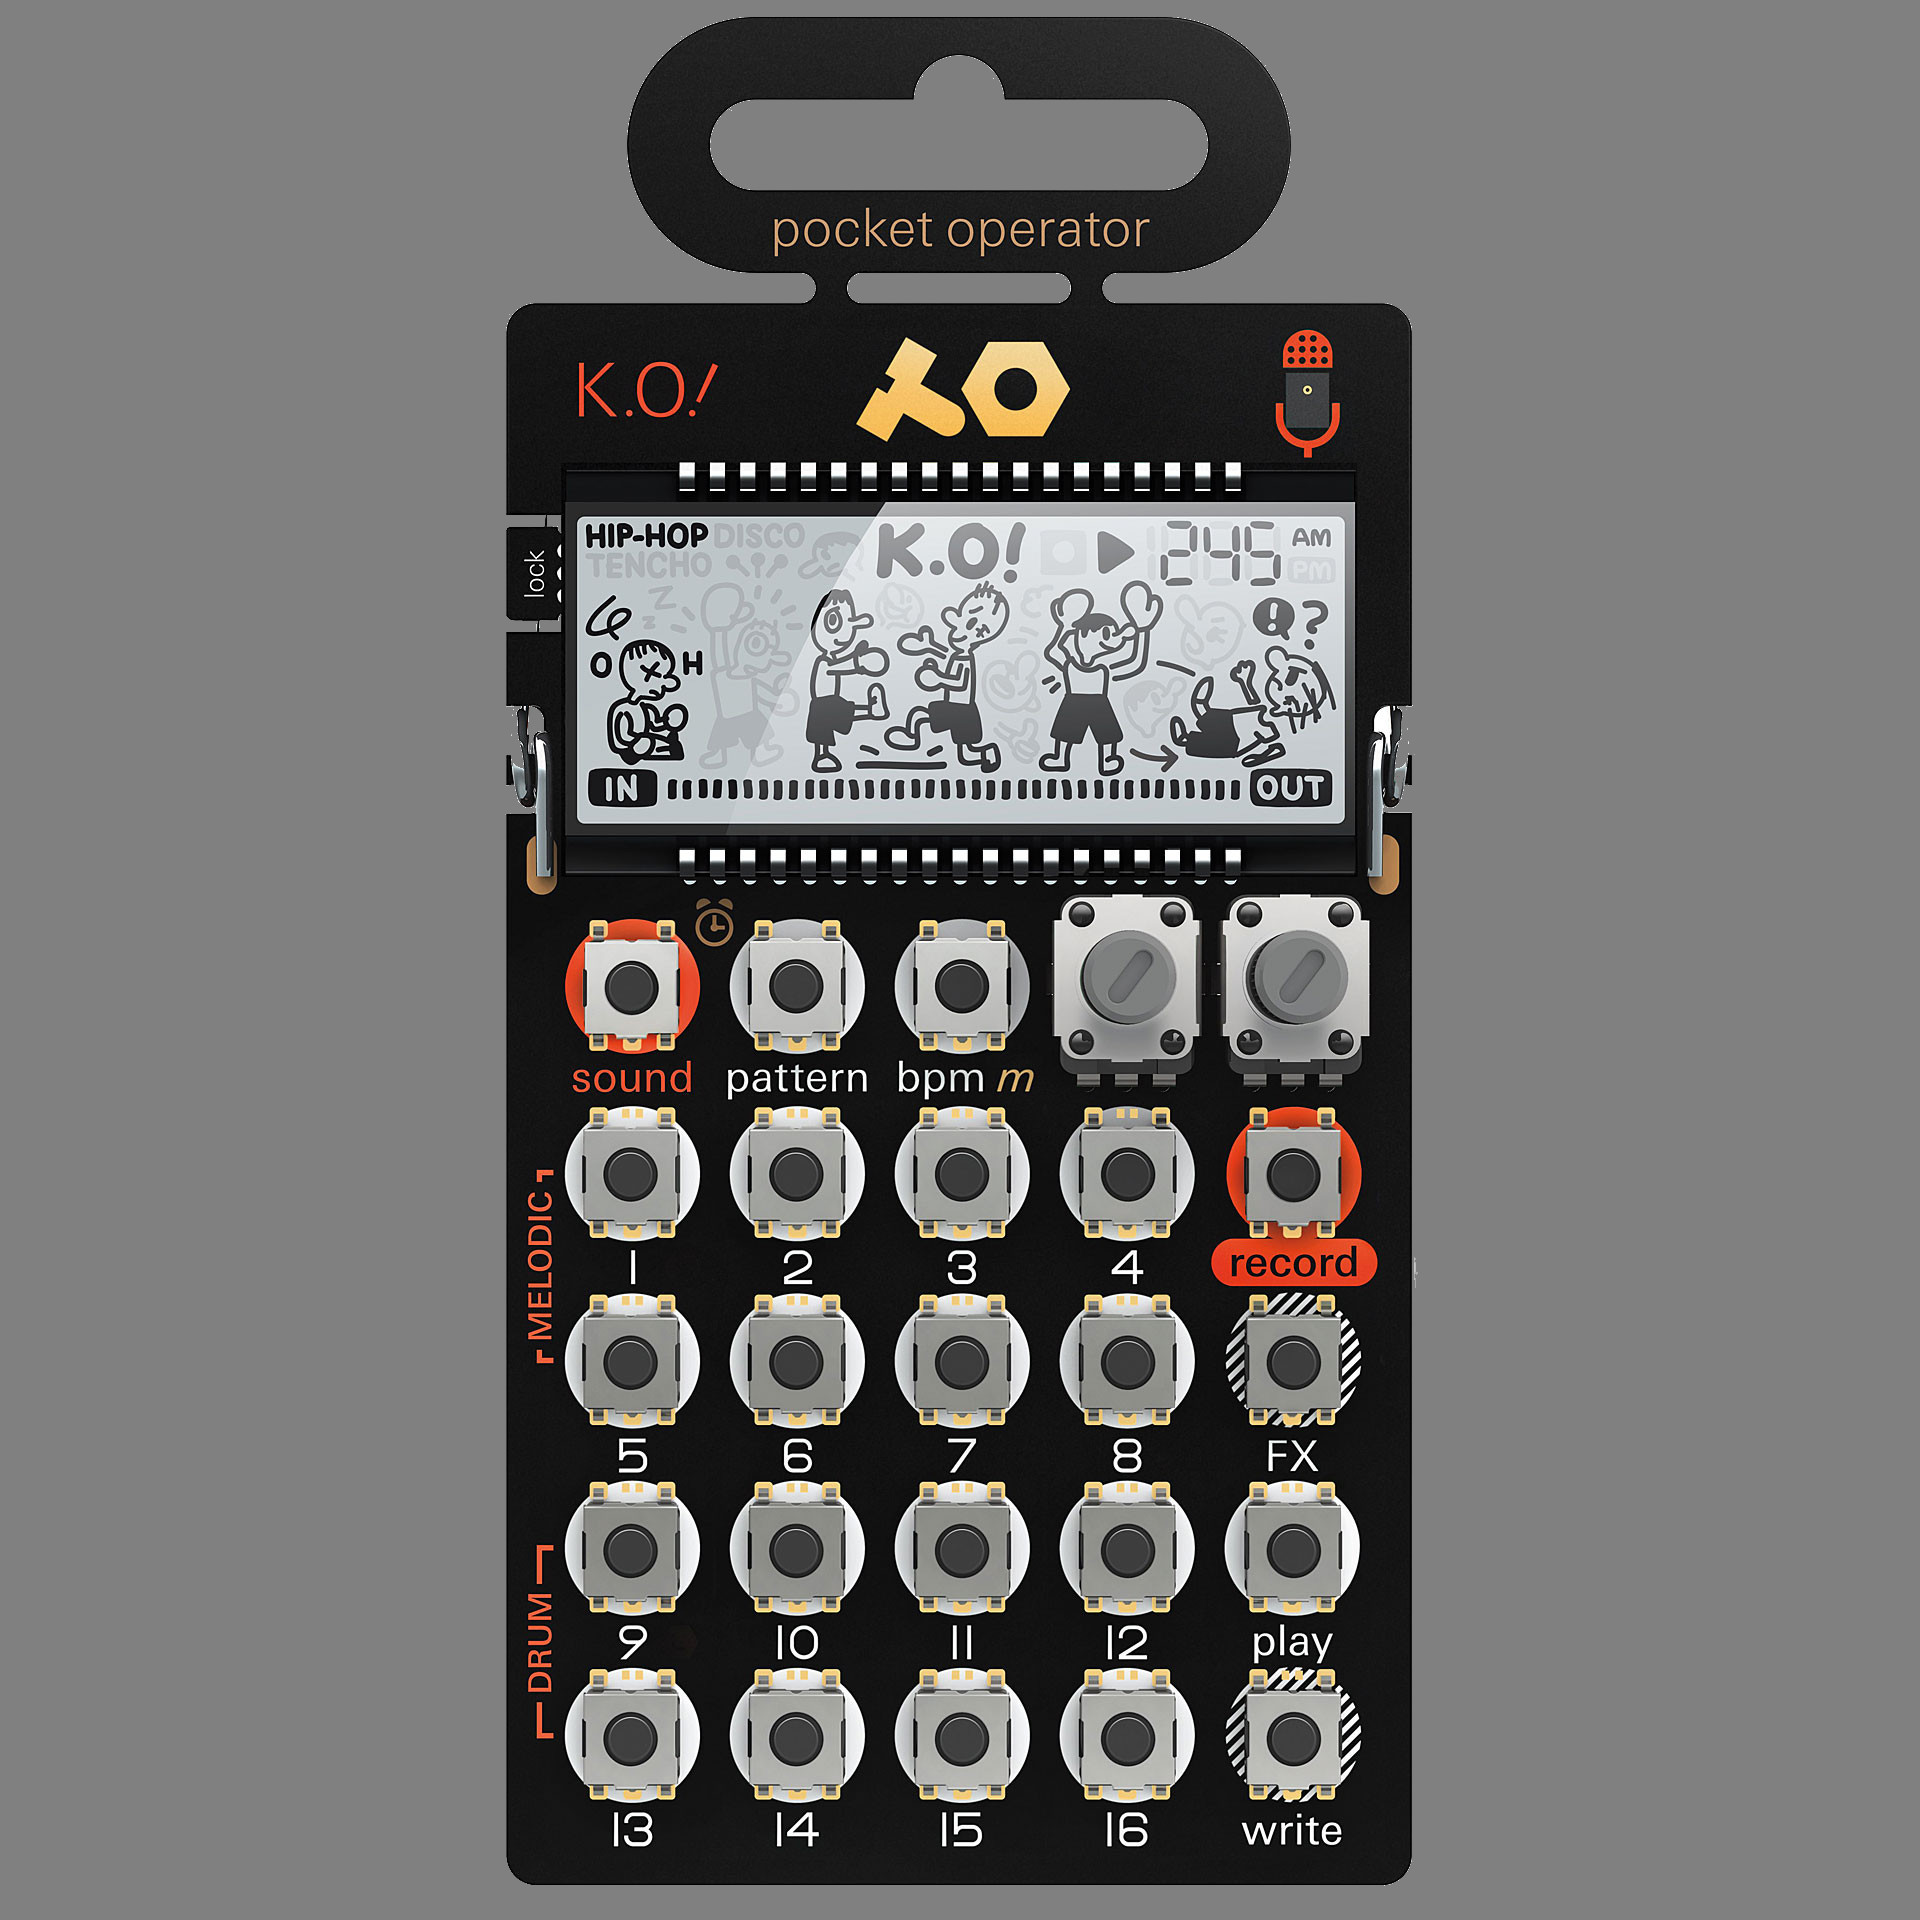 pocket operator
K.O!
HIP-HOP DISCO K.O! 245 AM
TENCHO PM
lock
Z
! ?
O H
IN OUT
sound pattern bpm m
MELODIC
1 2 3 4 record
5 6 7 8 FX
DRUM
9 10 11 12 play
13 14 15 16 write